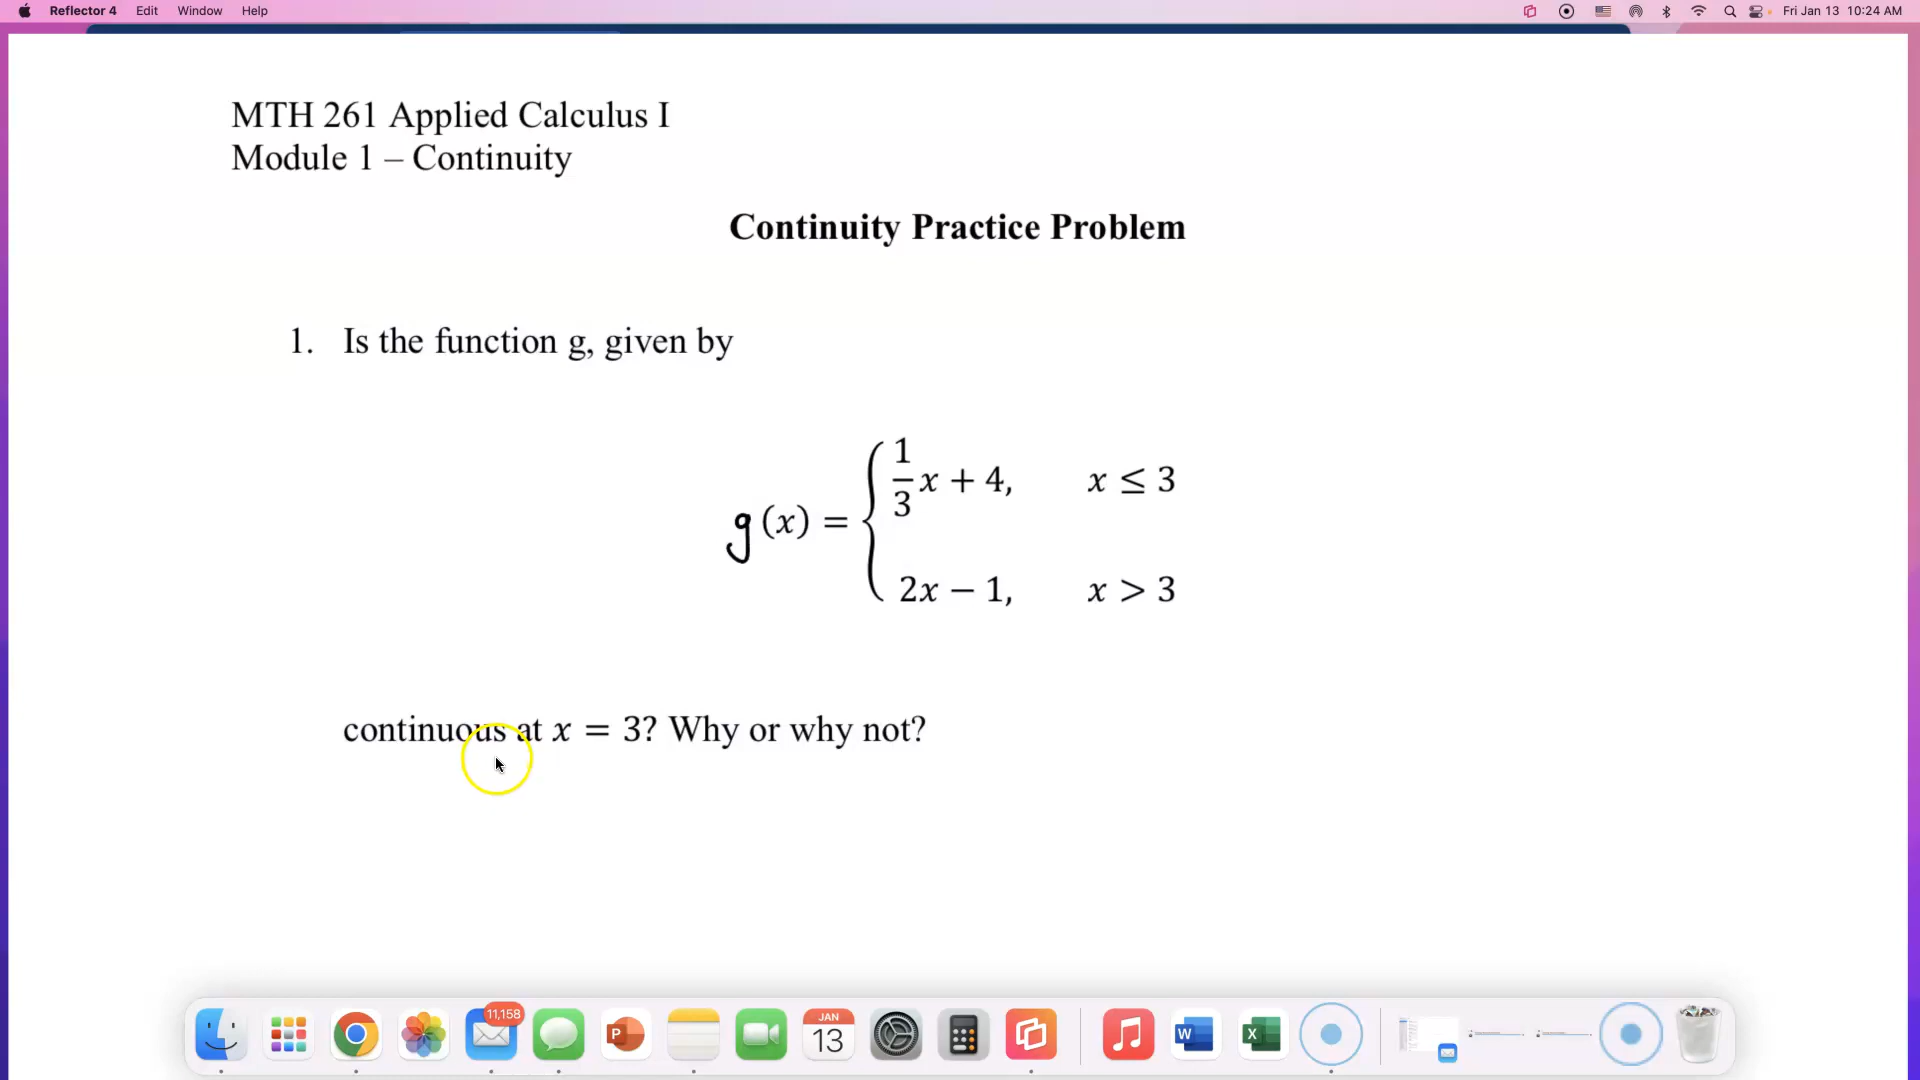 Reflector 4 Edit Window Help Fri Jan 13 10:24 AM
MTH 261 Applied Calculus I
Module 1 – Continuity
Continuity Practice Problem
1. Is the function g, given by
g(x) = { 1/3 x + 4, x ≤ 3
2x − 1, x > 3
continuous at x = 3? Why or why not?
11,158
JAN
13
P
W
X